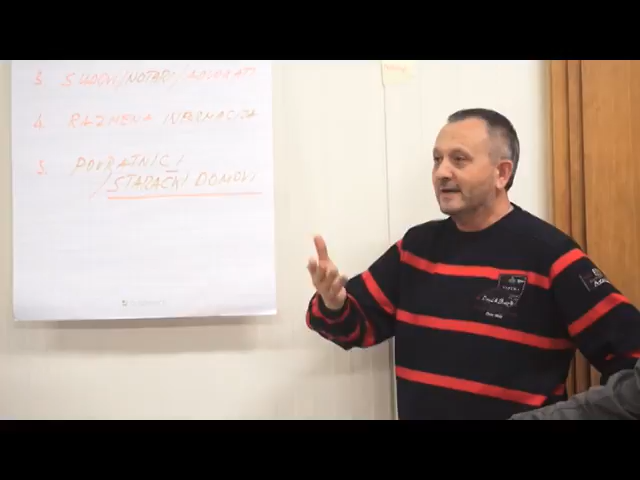 3. SUDOVI/NOTARI/ADVOKATI
4. RAZMENA INFORMACIJA
5. POVRATNICI
/STARAČKI DOMOVI